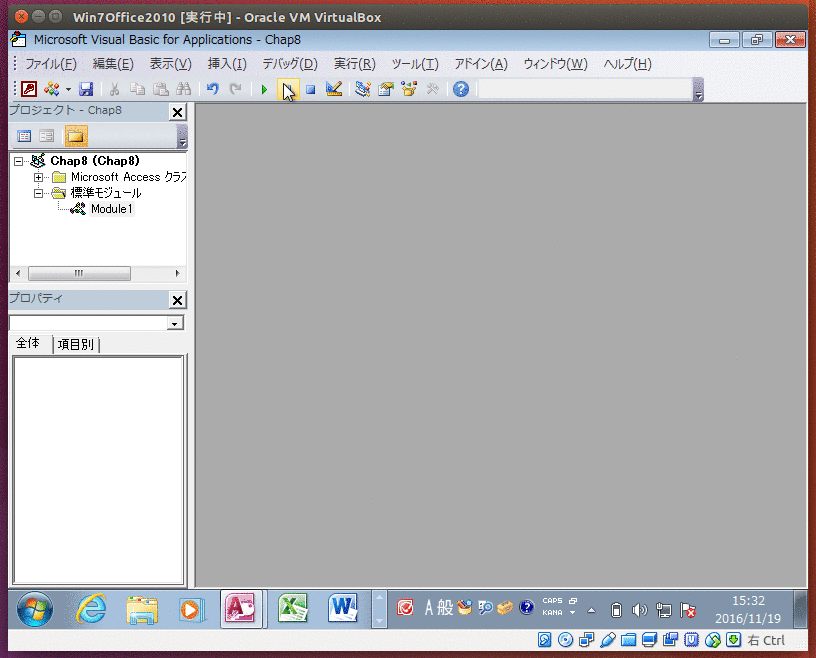 Win7Office2010 [実行中] - Oracle VM VirtualBox
Microsoft Visual Basic for Applications - Chap8
ファイル(F) 編集(E) 表示(V) 挿入(I) デバッグ(D) 実行(R) ツール(T) アドイン(A) ウィンドウ(W) ヘルプ(H)
プロジェクト - Chap8
Chap8 (Chap8)
Microsoft Access クラス
標準モジュール
Module1
プロパティ
全体 項目別
A 般 CAPS KANA
15:32
2016/11/19
右 Ctrl